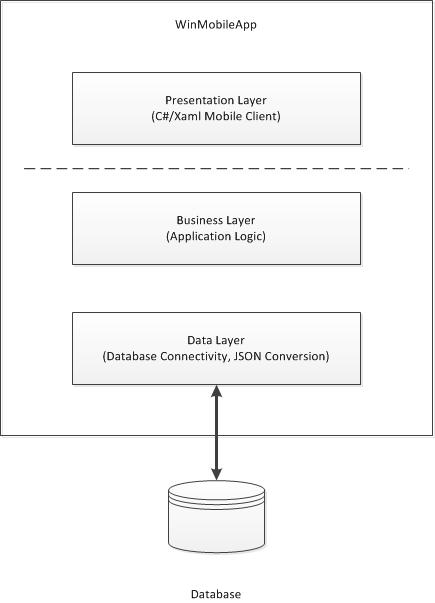 WinMobileApp
Presentation Layer
(C#/Xaml Mobile Client)
Business Layer
(Application Logic)
Data Layer
(Database Connectivity, JSON Conversion)
Database